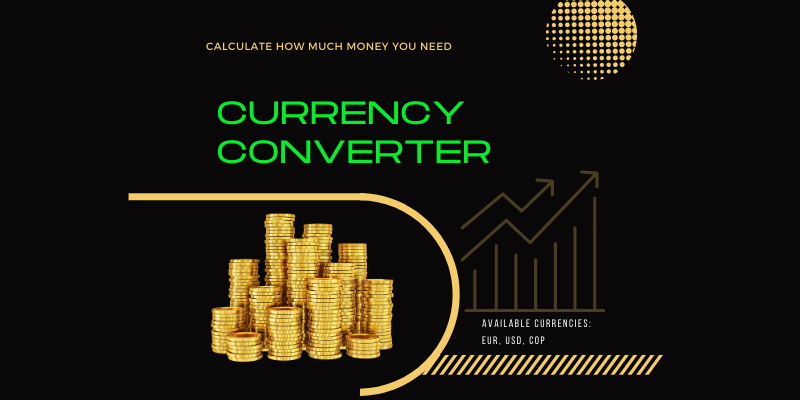 CALCULATE HOW MUCH MONEY YOU NEED
CURRENCY
CONVERTER
AVAILABLE CURRENCIES:
EUR, USD, COP